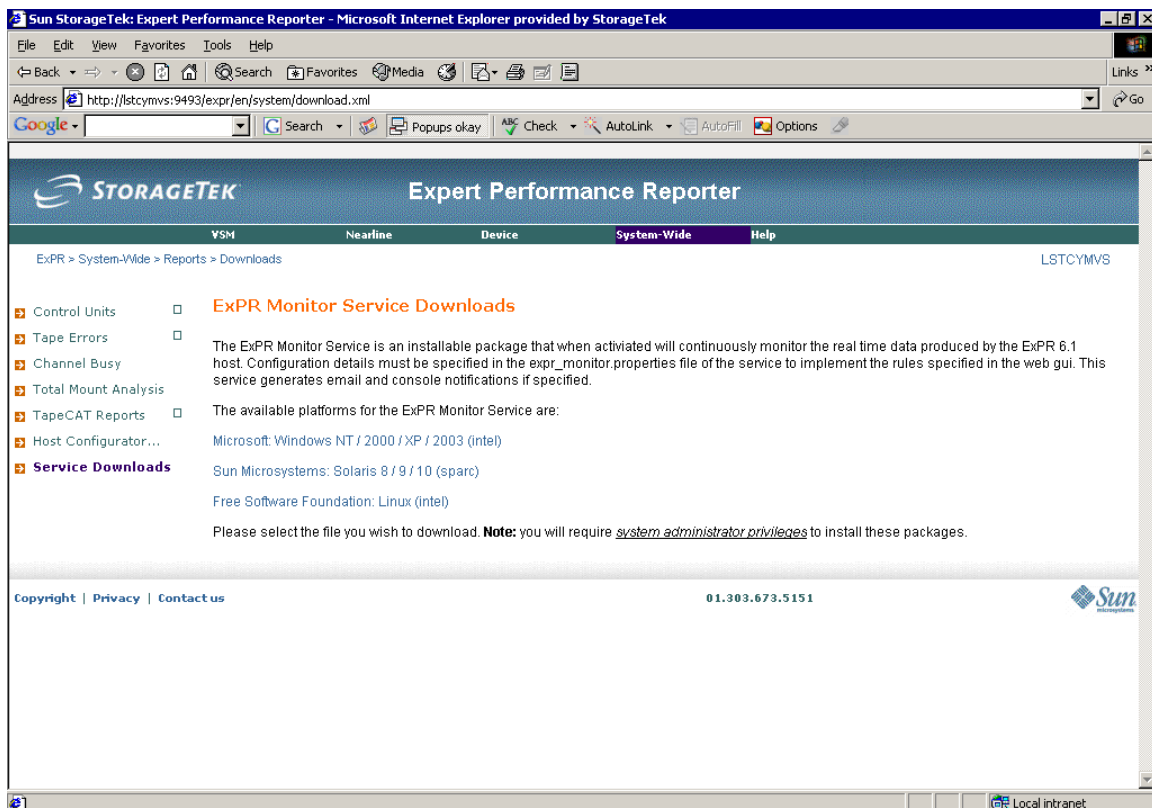 Sun StorageTek: Expert Performance Reporter - Microsoft Internet Explorer provided by StorageTek
File Edit View Favorites Tools Help
Back Search Favorites Media Links »
Address http://lstcymvs:9493/expr/en/system/download.xml Go
Google Search Popups okay ABC Check AutoLink AutoFill Options
STORAGETEK Expert Performance Reporter
VSM Nearline Device System-Wide Help
ExPR > System-Wide > Reports > Downloads LSTCYMVS
Control Units
Tape Errors
Channel Busy
Total Mount Analysis
TapeCAT Reports
Host Configurator...
Service Downloads
ExPR Monitor Service Downloads
The ExPR Monitor Service is an installable package that when activiated will continuously monitor the real time data produced by the ExPR 6.1
host. Configuration details must be specified in the expr_monitor.properties file of the service to implement the rules specified in the web gui. This
service generates email and console notifications if specified.
The available platforms for the ExPR Monitor Service are:
Microsoft: Windows NT / 2000 / XP / 2003 (intel)
Sun Microsystems: Solaris 8 / 9 / 10 (sparc)
Free Software Foundation: Linux (intel)
Please select the file you wish to download. Note: you will require system administrator privileges to install these packages.
Copyright | Privacy | Contact us 01.303.673.5151 Sun microsystems
Local intranet